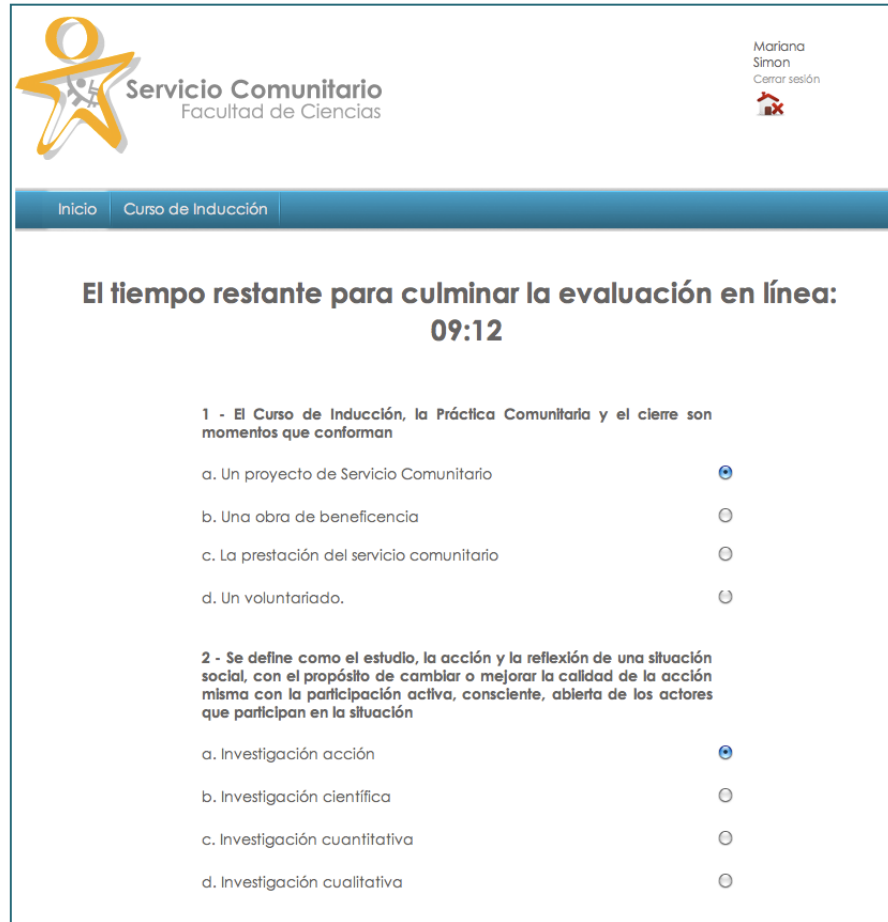 Servicio Comunitario
Facultad de Ciencias
Mariana
Simon
Cerrar sesión
Inicio
Curso de Inducción
El tiempo restante para culminar la evaluación en línea:
09:12
1 - El Curso de Inducción, la Práctica Comunitaria y el cierre son
momentos que conforman
a. Un proyecto de Servicio Comunitario
b. Una obra de beneficencia
c. La prestación del servicio comunitario
d. Un voluntariado.
2 - Se define como el estudio, la acción y la reflexión de una situación
social, con el propósito de cambiar o mejorar la calidad de la acción
misma con la participación activa, consciente, abierta de los actores
que participan en la situación
a. Investigación acción
b. Investigación científica
c. Investigación cuantitativa
d. Investigación cualitativa